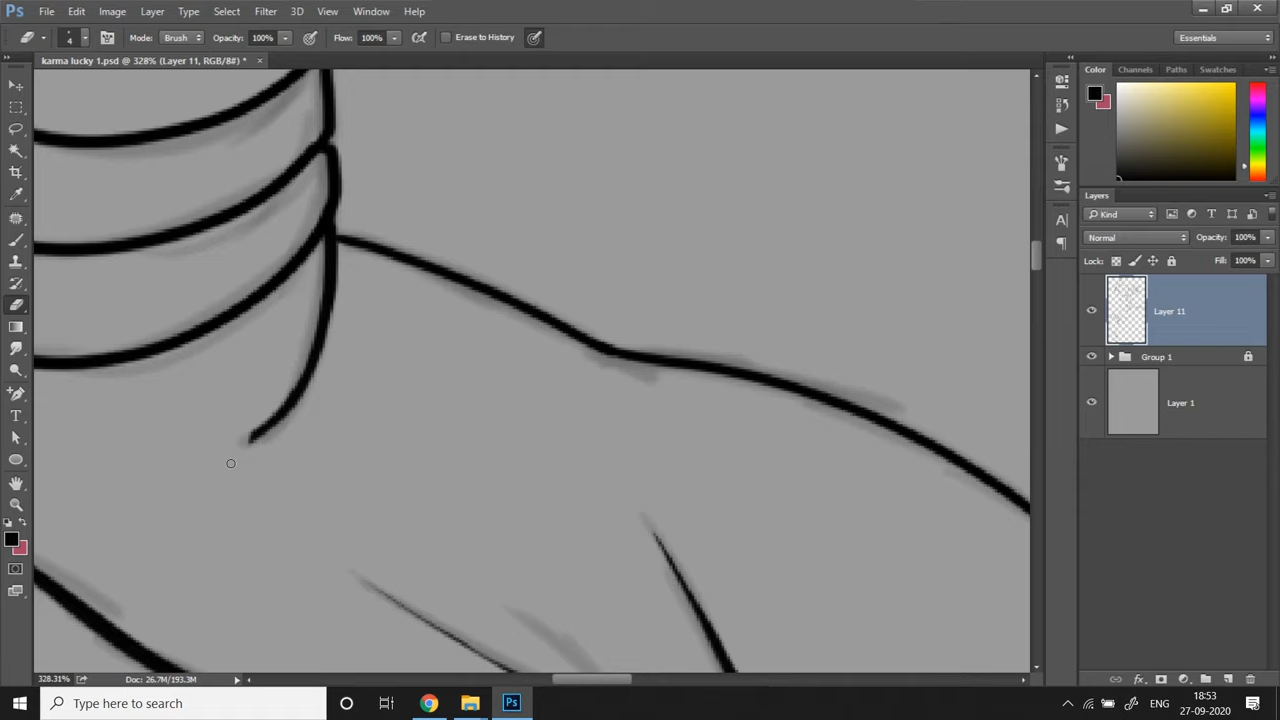 Ps File Edit Image Layer Type Select Filter 3D View Window Help
4 Mode: Brush Opacity: 100% Flow: 100% Erase to History Essentials
karma lucky 1.psd @ 328% (Layer 11, RGB/8#) * ×
Color Channels Paths Swatches
Layers
Kind
Normal Opacity: 100%
Lock: Fill: 100%
Layer 11
Group 1
Layer 1
328.31% Doc: 26.7M/193.3M
Type here to search
Ps
ENG
18:53
27-09-2020